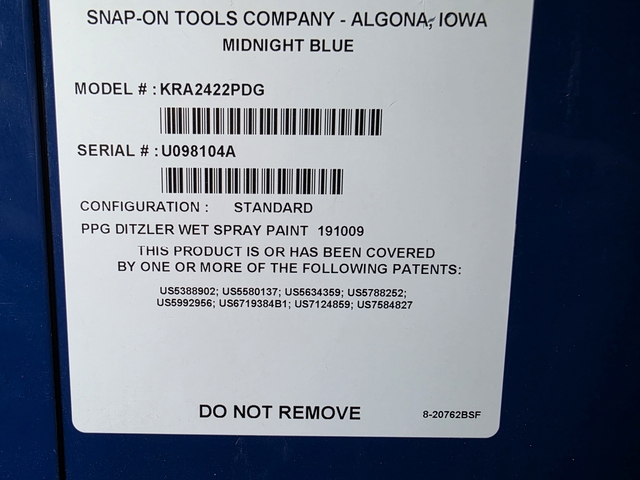 SNAP-ON TOOLS COMPANY - ALGONA, IOWA
MIDNIGHT BLUE
MODEL # : KRA2422PDG
SERIAL # : U098104A
CONFIGURATION : STANDARD
PPG DITZLER WET SPRAY PAINT 191009
THIS PRODUCT IS OR HAS BEEN COVERED
BY ONE OR MORE OF THE FOLLOWING PATENTS:
US5388902; US5580137; US5634359; US5788252;
US5992956; US6719384B1; US7124859; US7584827
DO NOT REMOVE 8-20762BSF